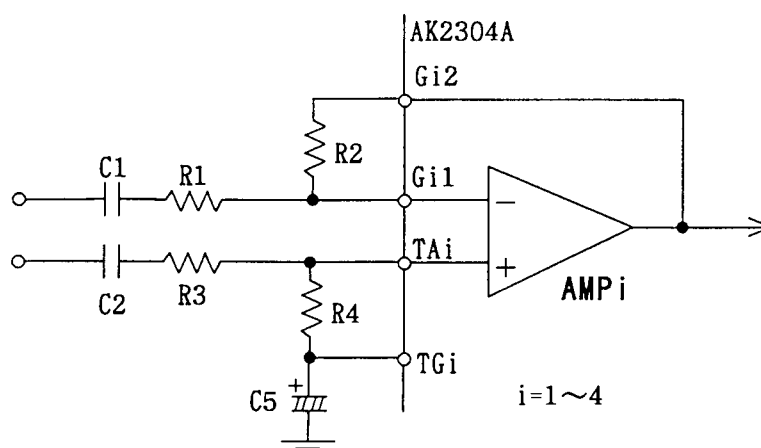 AK2304A
Gi2
R2
C1
R1
Gi1
−
TAi
+
AMPi
C2
R3
R4
TGi
+
C5
i=1～4